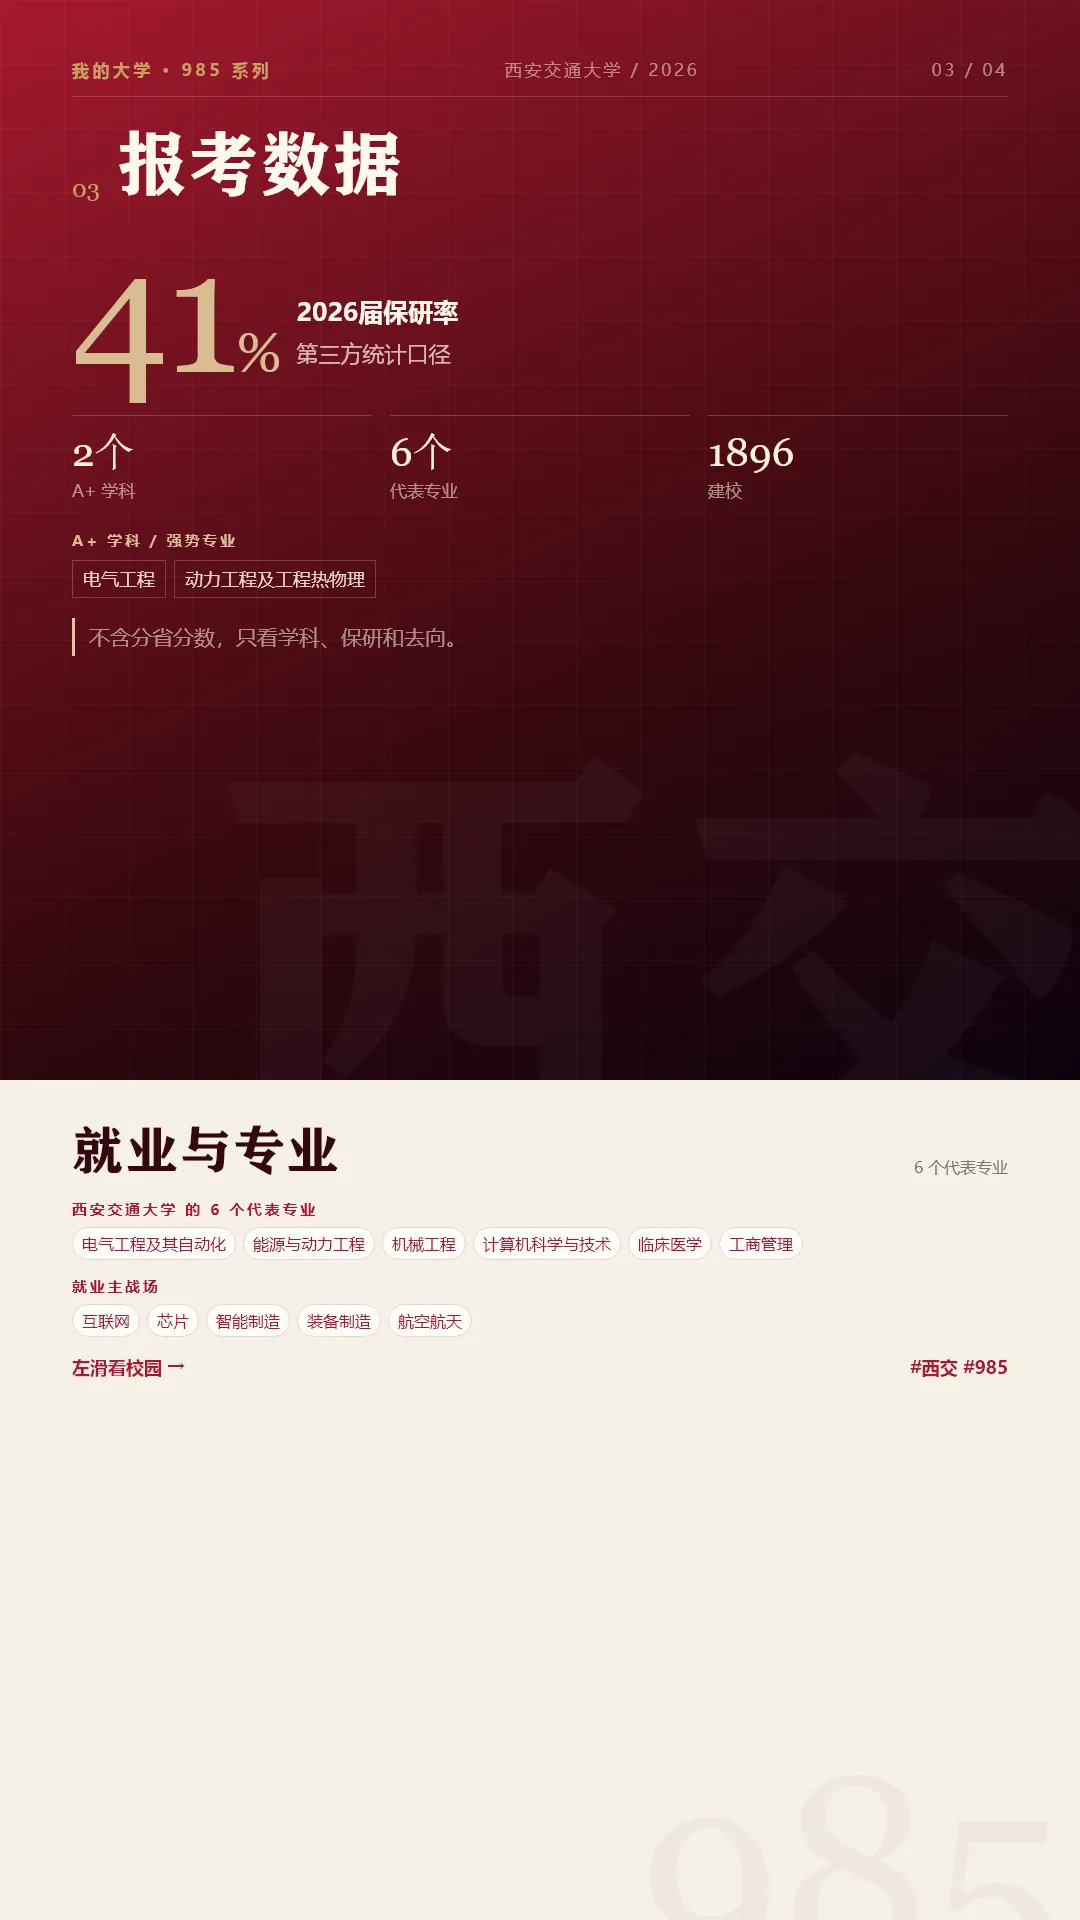 我的大学 • 985 系列
西安交通大学 / 2026
03 / 04
03 报考数据
41%
2026届保研率
第三方统计口径
2个
A+ 学科
6个
代表专业
1896
建校
A+ 学科 / 强势专业
电气工程 动力工程及工程热物理
不含分省分数，只看学科、保研和去向。
西交
就业与专业
6 个代表专业
西安交通大学 的 6 个代表专业
电气工程及其自动化 能源与动力工程 机械工程 计算机科学与技术 临床医学 工商管理
就业主战场
互联网 芯片 智能制造 装备制造 航空航天
左滑看校园 →
#西交 #985
985